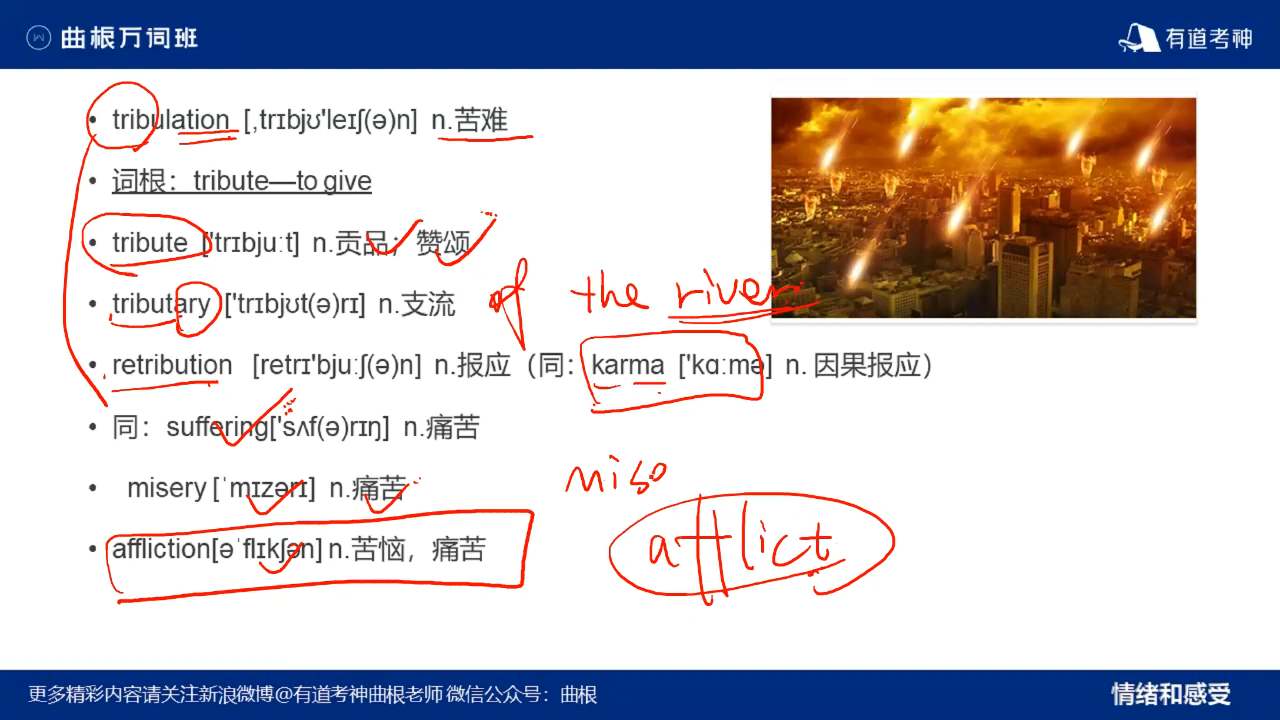 曲根万词班
有道考神
• tribulation [ˌtrɪbjʊ'leɪʃ(ə)n] n.苦难
• 词根：tribute—to give
• tribute ['trɪbjuːt] n.贡品；赞颂
• tributary ['trɪbjʊt(ə)rɪ] n.支流
of the river
• retribution [retrɪ'bjuːʃ(ə)n] n.报应（同：karma ['kɑːmə] n. 因果报应）
• 同：suffering['sʌf(ə)rɪŋ] n.痛苦
• misery [ˈmɪzərɪ] n.痛苦
miso
• affliction[əˈflɪkʃən] n.苦恼，痛苦
afflict
更多精彩内容请关注新浪微博@有道考神曲根老师 微信公众号：曲根
情绪和感受